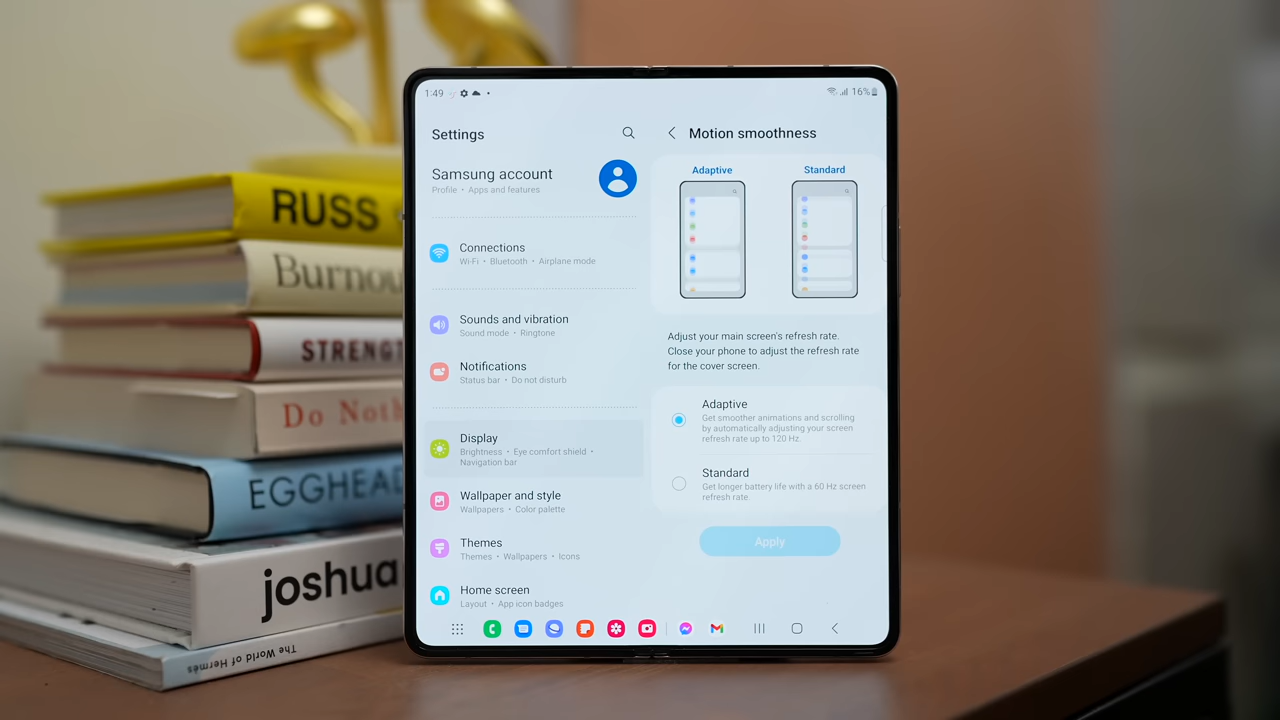 RUSS
Burnou
STRENGT
Do Noth
EGGHEAD
joshua
The World of Hermès
1:49
16%
Settings
Samsung account
Profile • Apps and features
Connections
Wi-Fi • Bluetooth • Airplane mode
Sounds and vibration
Sound mode • Ringtone
Notifications
Status bar • Do not disturb
Display
Brightness • Eye comfort shield •
Navigation bar
Wallpaper and style
Wallpapers • Color palette
Themes
Themes • Wallpapers • Icons
Home screen
Layout • App icon badges
Motion smoothness
Adaptive
Standard
Adjust your main screen's refresh rate.
Close your phone to adjust the refresh rate
for the cover screen.
Adaptive
Get smoother animations and scrolling
by automatically adjusting your screen
refresh rate up to 120 Hz.
Standard
Get longer battery life with a 60 Hz screen
refresh rate.
Apply